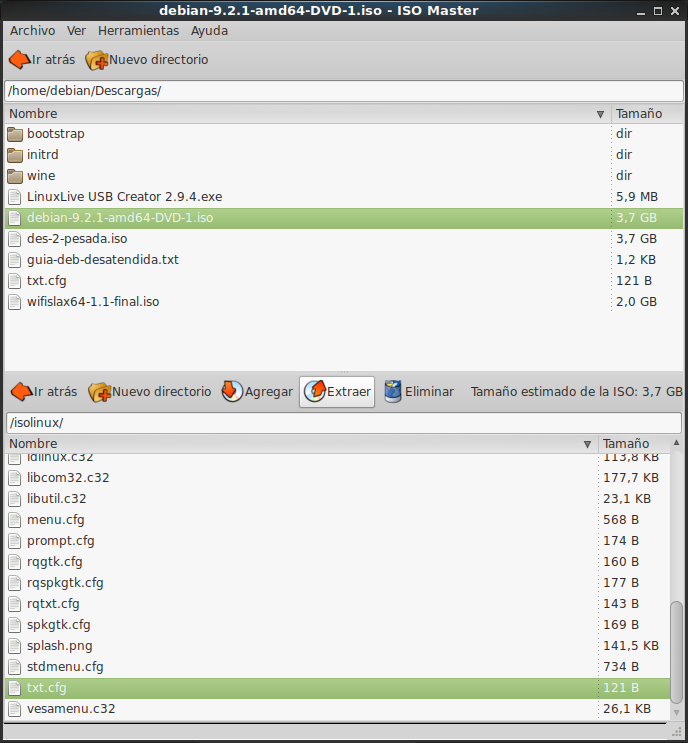 debian-9.2.1-amd64-DVD-1.iso - ISO Master
Archivo Ver Herramientas Ayuda
Ir atrás Nuevo directorio
/home/debian/Descargas/
Nombre Tamaño
bootstrap dir
initrd dir
wine dir
LinuxLive USB Creator 2.9.4.exe 5,9 MB
debian-9.2.1-amd64-DVD-1.iso 3,7 GB
des-2-pesada.iso 3,7 GB
guia-deb-desatendida.txt 1,2 KB
txt.cfg 121 B
wifislax64-1.1-final.iso 2,0 GB
Ir atrás Nuevo directorio Agregar Extraer Eliminar Tamaño estimado de la ISO: 3,7 GB
/isolinux/
Nombre Tamaño
ldlinux.c32 113,8 KB
libcom32.c32 177,7 KB
libutil.c32 23,1 KB
menu.cfg 568 B
prompt.cfg 174 B
rqgtk.cfg 160 B
rqspkgtk.cfg 177 B
rqtxt.cfg 143 B
spkgtk.cfg 169 B
splash.png 141,5 KB
stdmenu.cfg 734 B
txt.cfg 121 B
vesamenu.c32 26,1 KB